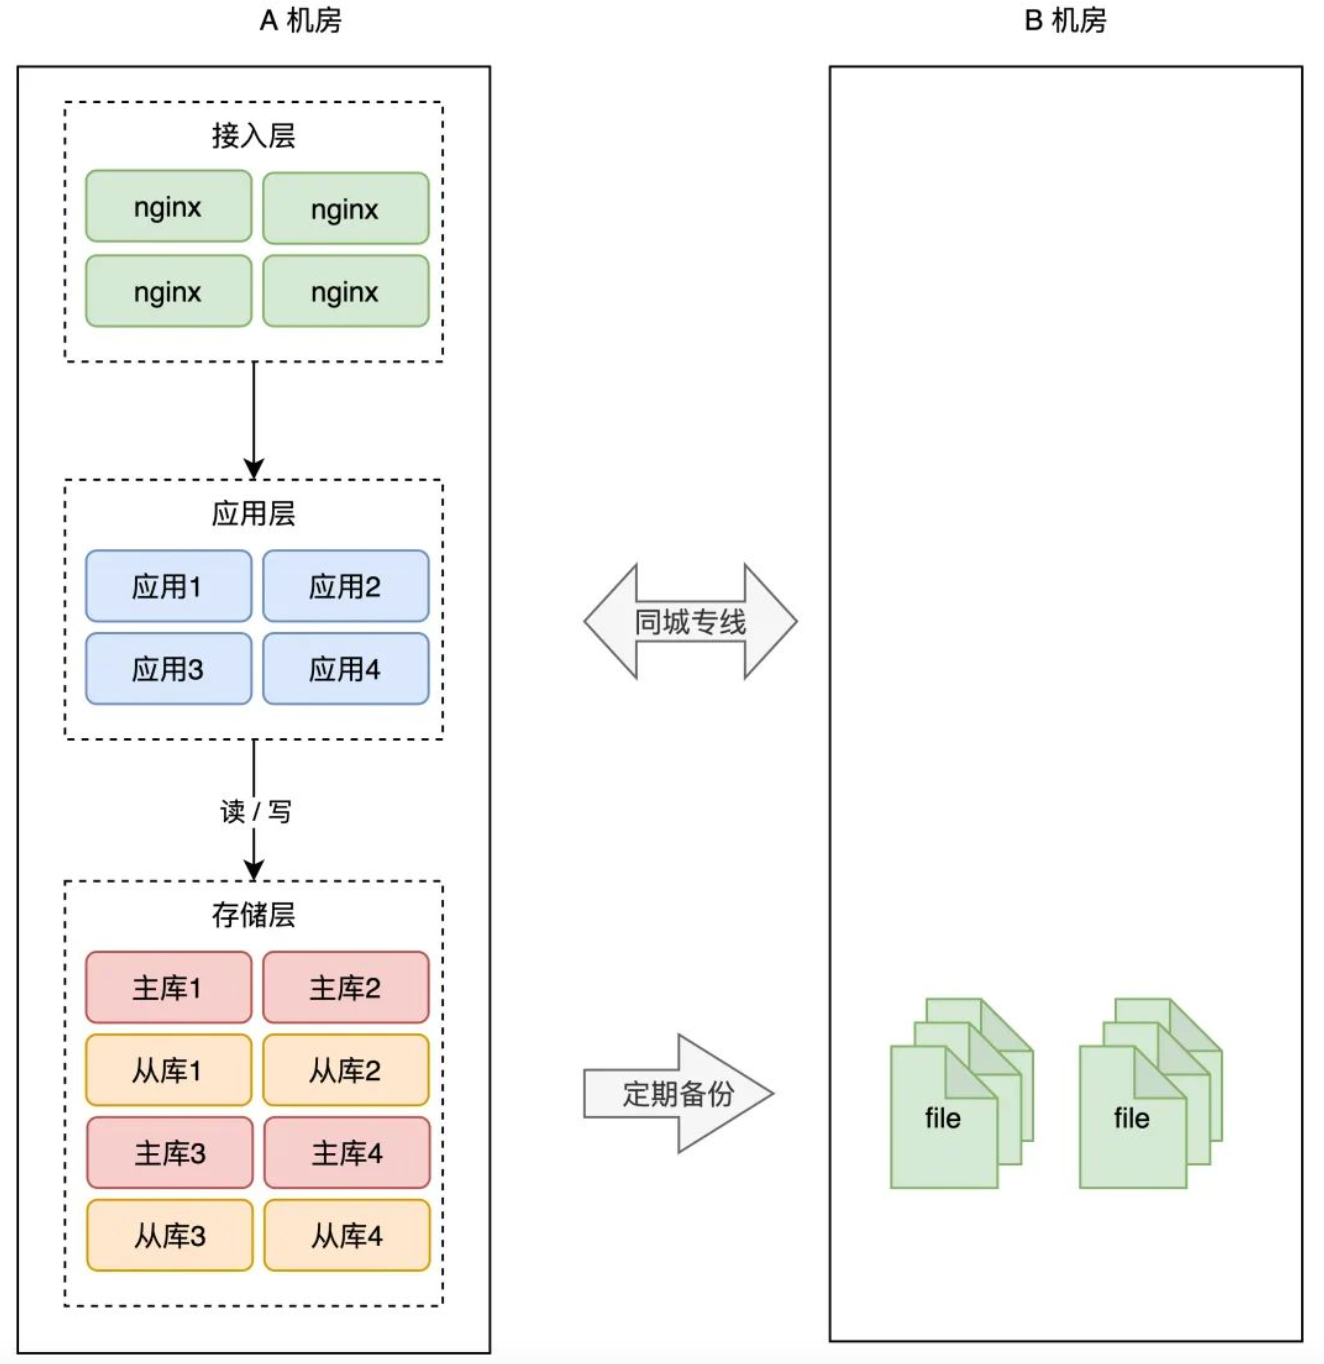 A 机房
B 机房
接入层
nginx
nginx
nginx
nginx
应用层
应用1
应用2
应用3
应用4
同城专线
读 / 写
存储层
主库1
主库2
从库1
从库2
主库3
主库4
从库3
从库4
定期备份
file
file